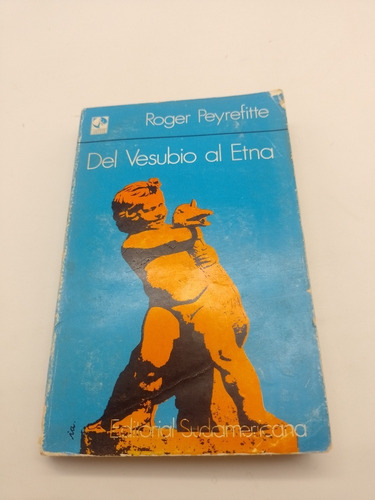 Roger Peyrefitte
Del Vesubio al Etna
Editorial Sudamericana